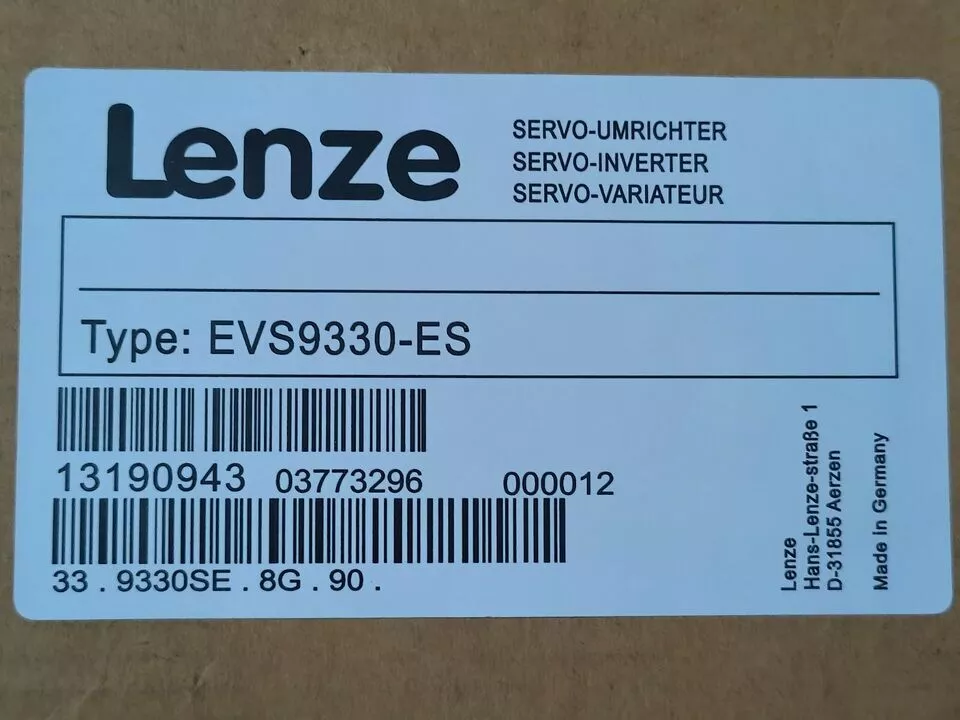 Lenze
SERVO-UMRICHTER
SERVO-INVERTER
SERVO-VARIATEUR
Type: EVS9330-ES
13190943 03773296 000012
33 . 9330SE . 8G . 90 .
Lenze
Hans-Lenze-straße 1
D-31855 Aerzen
Made in Germany